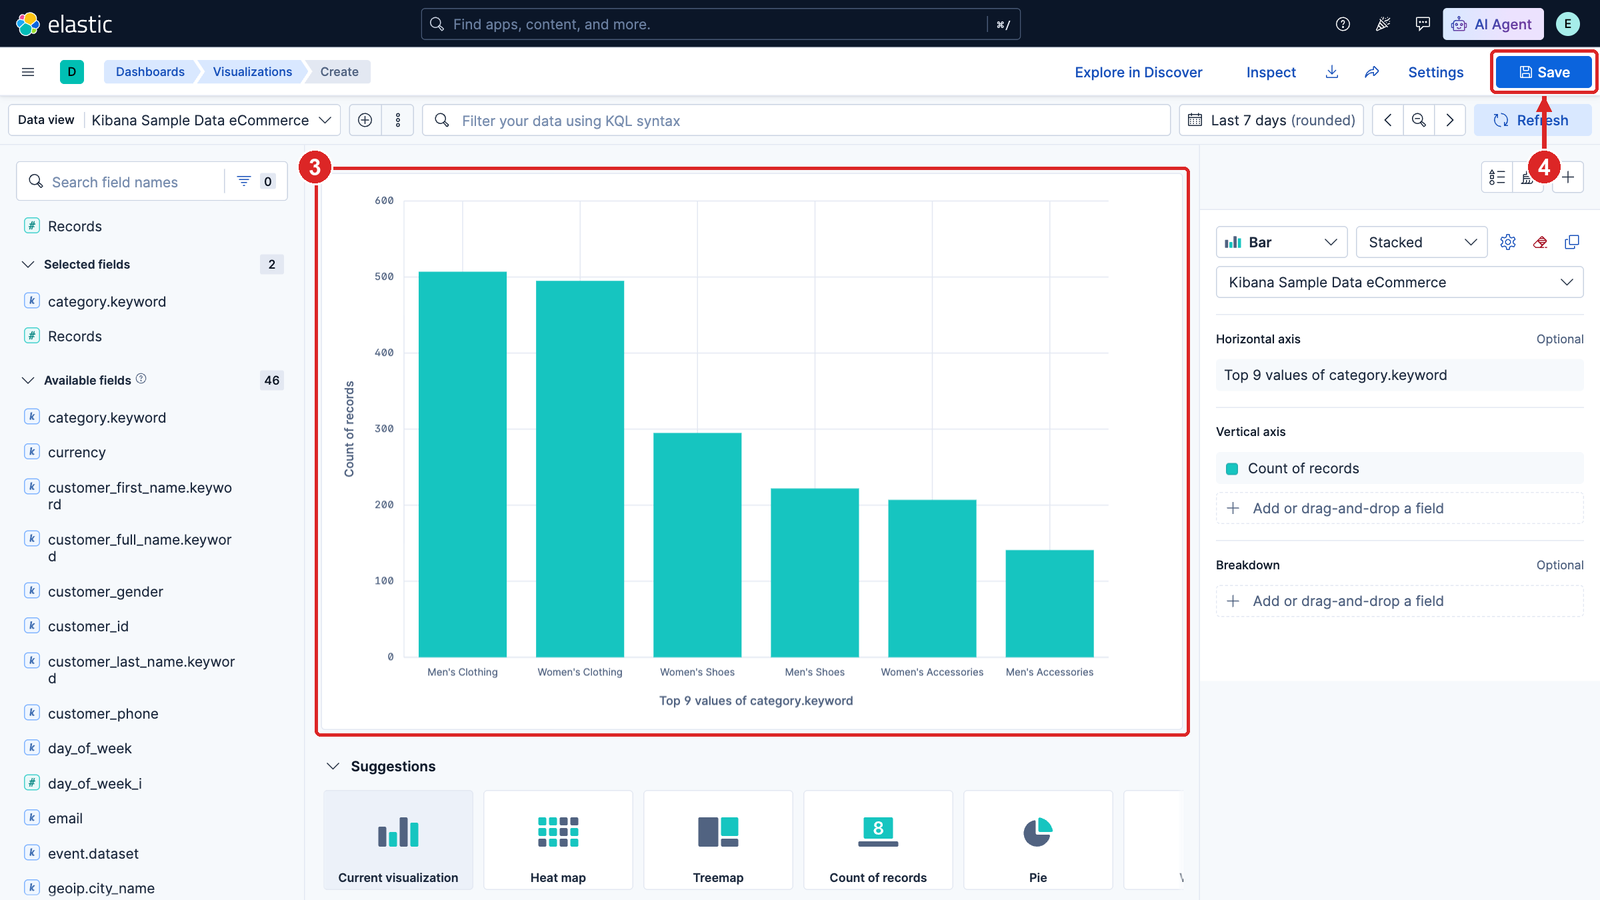 elastic
Find apps, content, and more.
⌘/
AI Agent
E
D
Dashboards
Visualizations
Create
Explore in Discover
Inspect
Settings
Save
Data view
Kibana Sample Data eCommerce
Filter your data using KQL syntax
Last 7 days (rounded)
Refresh
Search field names
0
Records
Selected fields
2
category.keyword
Records
Available fields
46
category.keyword
currency
customer_first_name.keywo
rd
customer_full_name.keywor
d
customer_gender
customer_id
customer_last_name.keywor
d
customer_phone
day_of_week
day_of_week_i
email
event.dataset
geoip.city_name
3
600
500
400
300
200
100
0
Count of records
Men's Clothing
Women's Clothing
Women's Shoes
Men's Shoes
Women's Accessories
Men's Accessories
Top 9 values of category.keyword
Suggestions
Current visualization
Heat map
Treemap
8
Count of records
Pie
4
Bar
Stacked
Kibana Sample Data eCommerce
Horizontal axis
Optional
Top 9 values of category.keyword
Vertical axis
Count of records
Add or drag-and-drop a field
Breakdown
Optional
Add or drag-and-drop a field